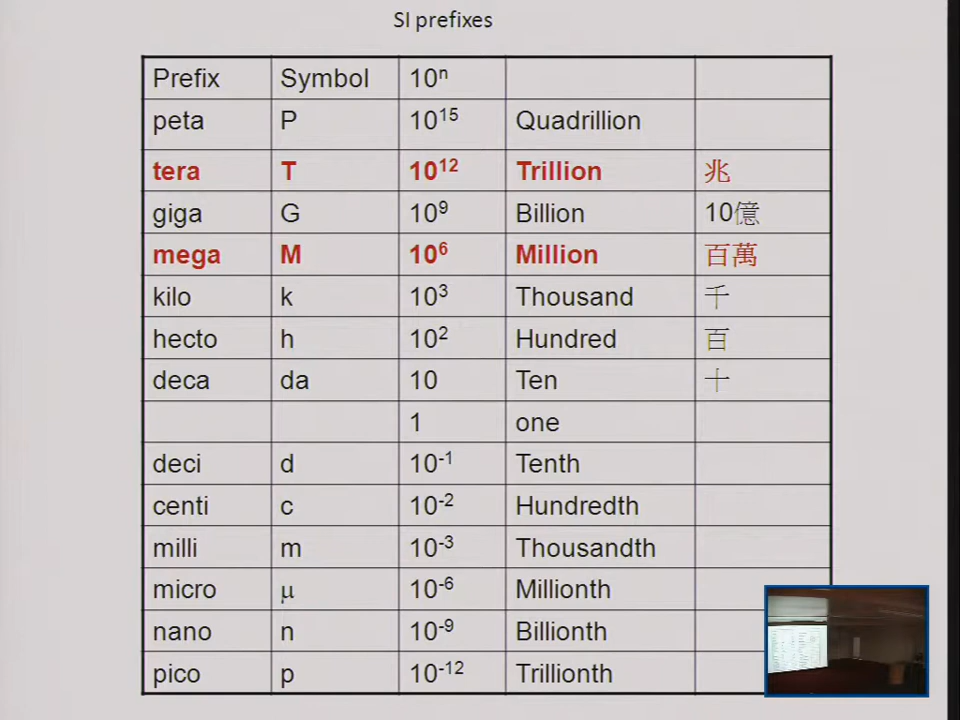 SI prefixes
Prefix Symbol 10ⁿ
peta P 10¹⁵ Quadrillion
tera T 10¹² Trillion 兆
giga G 10⁹ Billion 10億
mega M 10⁶ Million 百萬
kilo k 10³ Thousand 千
hecto h 10² Hundred 百
deca da 10 Ten 十
1 one
deci d 10⁻¹ Tenth
centi c 10⁻² Hundredth
milli m 10⁻³ Thousandth
micro μ 10⁻⁶ Millionth
nano n 10⁻⁹ Billionth
pico p 10⁻¹² Trillionth